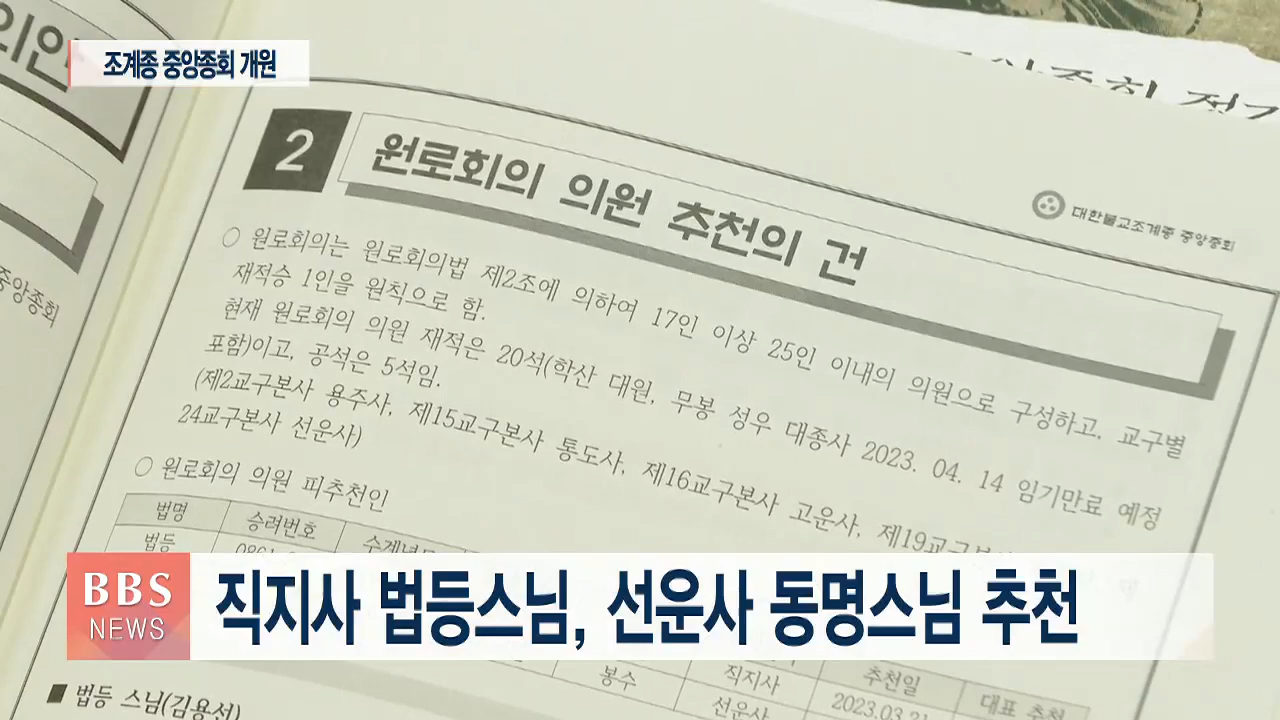 조계종 중앙종회 개원
의안
2
원로회의 의원 추천의 건
대한불교조계종 중앙종회
○ 원로회의는 원로회의법 제2조에 의하여 17인 이상 25인 이내의 의원으로 구성하고, 교구별
재적승 1인을 원칙으로 함.
현재 원로회의 의원 재적은 20석(학산 대원, 무봉 성우 대종사 2023. 04. 14 임기만료 예정
포함)이고, 공석은 5석임.
(제2교구본사 용주사, 제15교구본사 통도사, 제16교구본사 고운사, 제19교구본사
24교구본사 선운사)
중앙종회
○ 원로회의 의원 피추천인
법명 승려번호
법등
BBS NEWS
직지사 법등스님, 선운사 동명스님 추천
봉수 직지사 추천일 대표 추천
선운사 2023.03.21
■ 법등 스님(김용선)